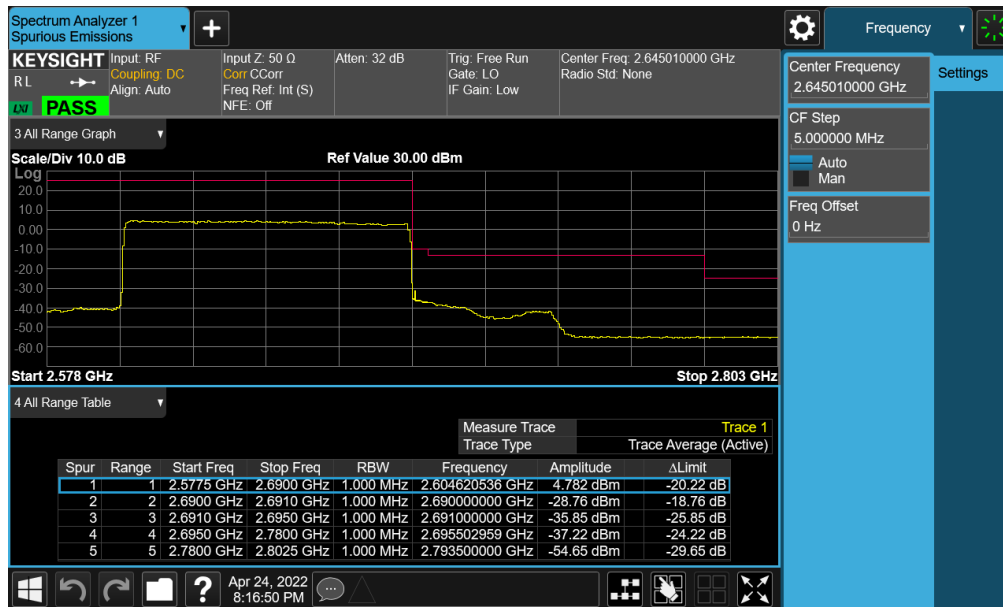 Spectrum Analyzer 1
Spurious Emissions
+
Frequency
KEYSIGHT
RL
LXI PASS
Input: RF
Coupling: DC
Align: Auto
Input Z: 50 Ω
Corr CCorr
Freq Ref: Int (S)
NFE: Off
Atten: 32 dB
Trig: Free Run
Gate: LO
IF Gain: Low
Center Freq: 2.645010000 GHz
Radio Std: None
Center Frequency
2.645010000 GHz
Settings
CF Step
5.000000 MHz
Auto
Man
Freq Offset
0 Hz
3 All Range Graph
Scale/Div 10.0 dB Ref Value 30.00 dBm
Log
20.0
10.0
0.00
-10.0
-20.0
-30.0
-40.0
-50.0
-60.0
Start 2.578 GHz Stop 2.803 GHz
4 All Range Table
Measure Trace Trace 1
Trace Type Trace Average (Active)
Spur Range Start Freq Stop Freq RBW Frequency Amplitude ΔLimit
1 1 2.5775 GHz 2.6900 GHz 1.000 MHz 2.604620536 GHz 4.782 dBm -20.22 dB
2 2 2.6900 GHz 2.6910 GHz 1.000 MHz 2.690000000 GHz -28.76 dBm -18.76 dB
3 3 2.6910 GHz 2.6950 GHz 1.000 MHz 2.691000000 GHz -35.85 dBm -25.85 dB
4 4 2.6950 GHz 2.7800 GHz 1.000 MHz 2.695502959 GHz -37.22 dBm -24.22 dB
5 5 2.7800 GHz 2.8025 GHz 1.000 MHz 2.793500000 GHz -54.65 dBm -29.65 dB
?
Apr 24, 2022
8:16:50 PM